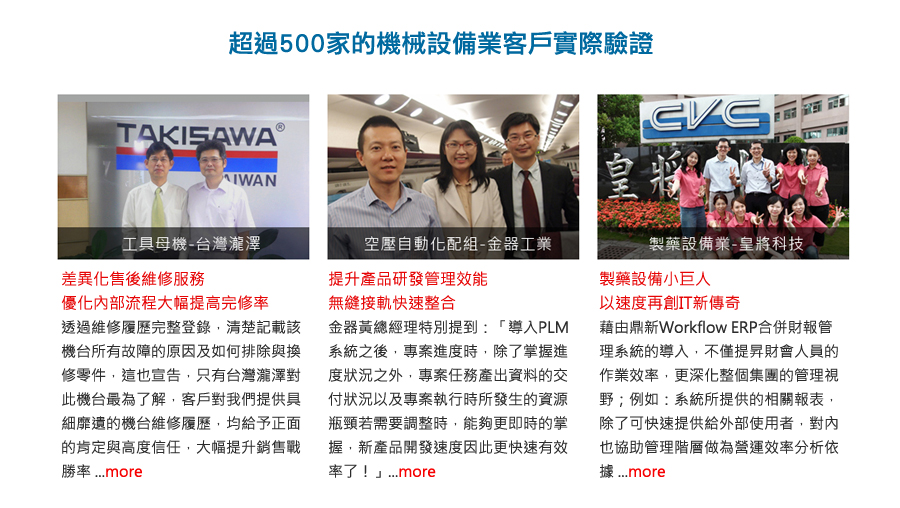 超過500家的機械設備業客戶實際驗證
TAKISAWA®
TAIWAN
工具母機-台灣瀧澤
差異化售後維修服務
優化內部流程大幅提高完修率
透過維修履歷完整登錄，清楚記載該
機台所有故障的原因及如何排除與換
修零件，這也宣告，只有台灣瀧澤對
此機台最為了解，客戶對我們提供具
細靡遺的機台維修履歷，均給予正面
的肯定與高度信任，大幅提升銷售戰
勝率 ...more
空壓自動化配組-金器工業
提升產品研發管理效能
無縫接軌快速整合
金器黃總經理特別提到：「導入PLM
系統之後，專案進度時，除了掌握進
度狀況之外，專案任務產出資料的交
付狀況以及專案執行時所發生的資源
瓶頸若需要調整時，能夠更即時的掌
握，新產品開發速度因此更快速有效
率了！」...more
CVC
皇將
製藥設備業-皇將科技
製藥設備小巨人
以速度再創IT新傳奇
藉由鼎新Workflow ERP合併財報管
理系統的導入，不僅提昇財會人員的
作業效率，更深化整個集團的管理視
野；例如：系統所提供的相關報表，
除了可快速提供給外部使用者，對內
也協助管理階層做為營運效率分析依
據 ...more